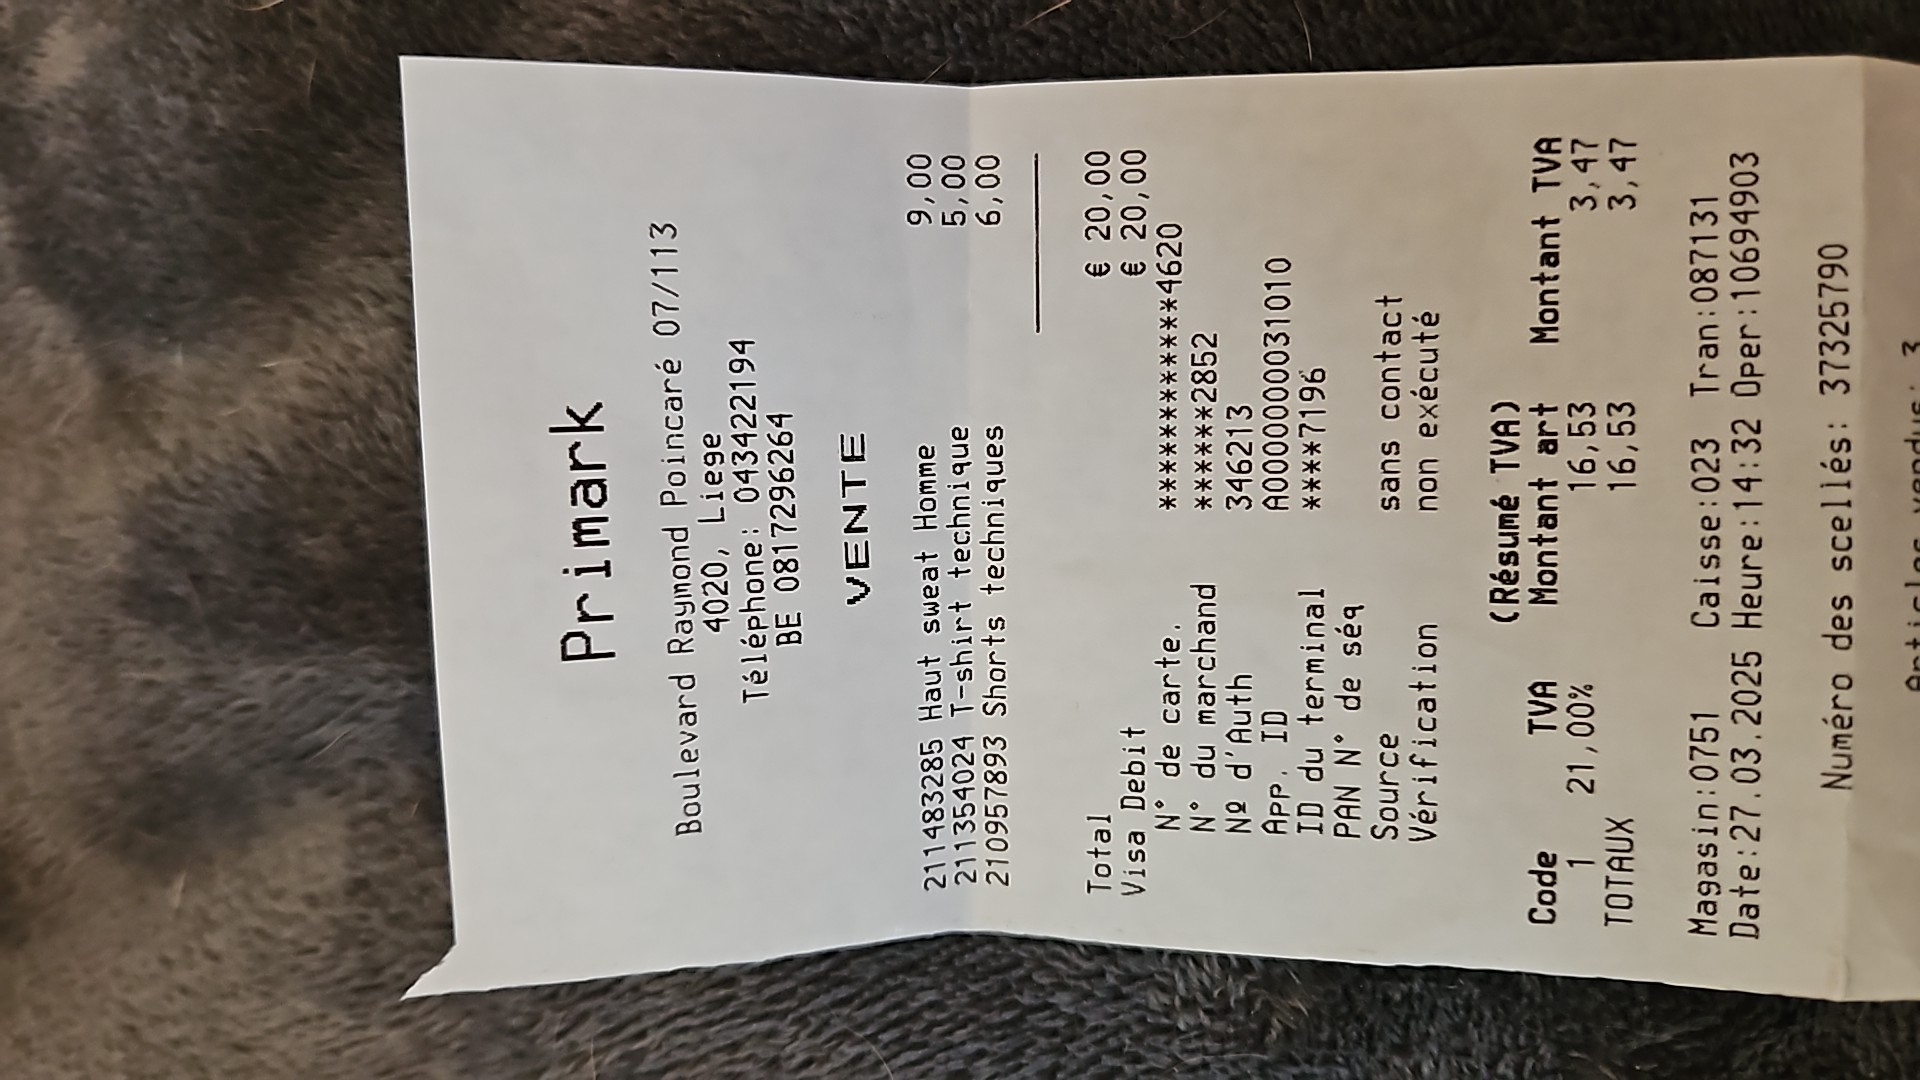 Primark
Boulevard Raymond Poincaré 07/113
4020, Liege
Téléphone: 043422194
BE 0817296264
VENTE
211483285 Haut sweat Homme 9,00
211354024 T-shirt technique 5,00
210957893 Shorts techniques 6,00
Total € 20,00
Visa Debit € 20,00
N° de carte. ************4620
N° du marchand ******2852
Nº d'Auth 346213
App. ID A0000000031010
ID du terminal ****7196
PAN N° de séq
Source sans contact
Vérification non exécuté
(Résumé TVA)
Code TVA Montant art Montant TVA
1 21,00% 16,53 3,47
TOTAUX 16,53 3,47
Magasin:0751 Caisse:023 Tran:087131
Date:27.03.2025 Heure:14:32 Oper:10694903
Numéro des scellés: 373257790
Articles vendus: 3